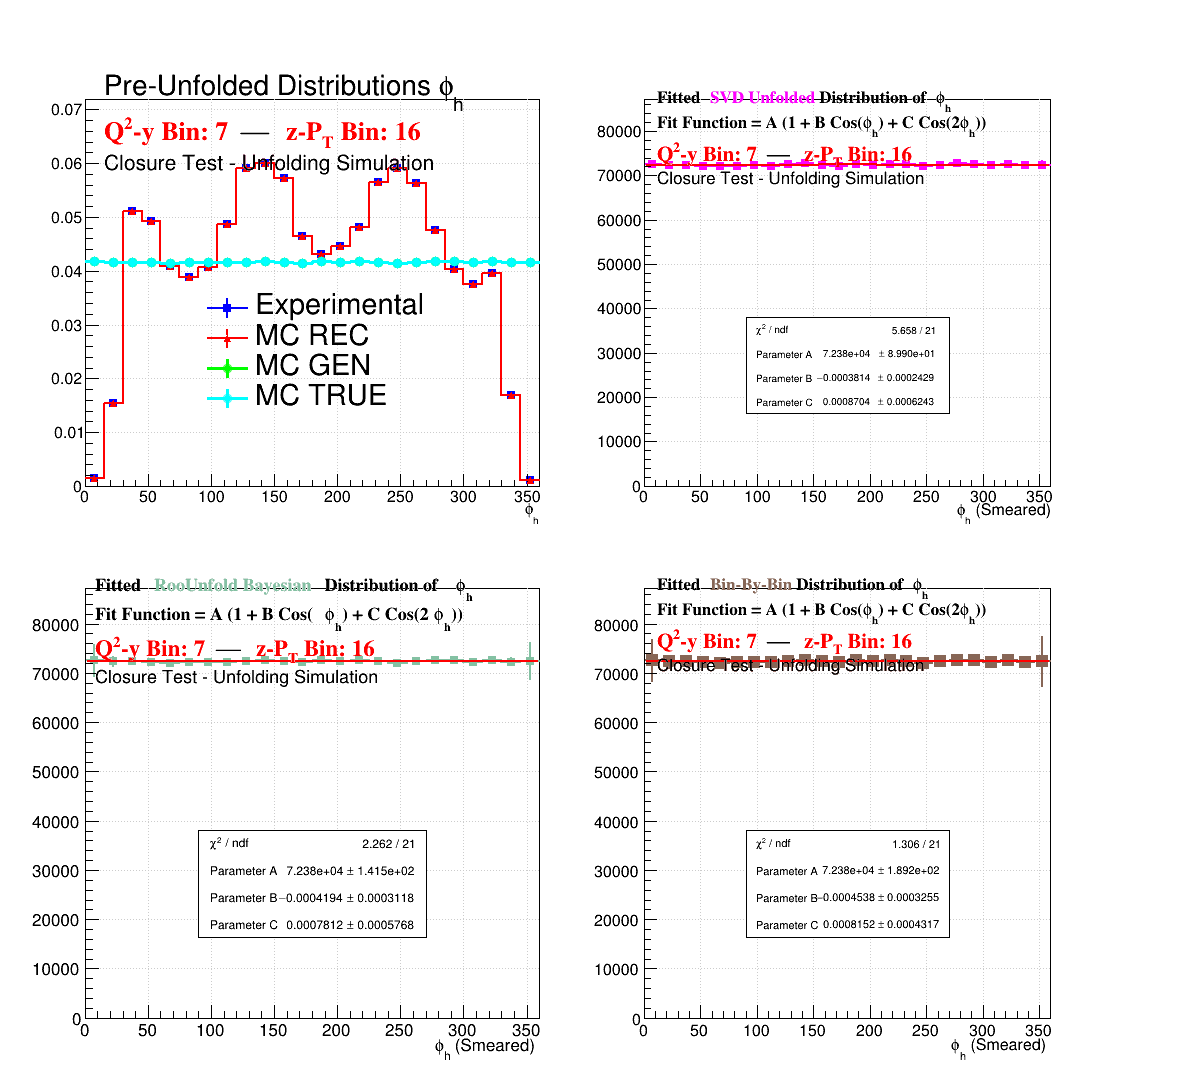 Pre-Unfolded Distributions ϕh
Q²-y Bin: 7 — z-PT Bin: 16
Closure Test - Unfolding Simulation
0.07
0.06
0.05
0.04
0.03
0.02
0.01
0
Experimental
MC REC
MC GEN
MC TRUE
0 50 100 150 200 250 300 350
ϕh
Fitted SVD Unfolded Distribution of ϕh
Fit Function = A (1 + B Cos(ϕh) + C Cos(2ϕh))
Q²-y Bin: 7 — z-PT Bin: 16
Closure Test - Unfolding Simulation
80000
70000
60000
50000
40000
30000
20000
10000
0
χ² / ndf 5.658 / 21
Parameter A 7.238e+04 ± 8.990e+01
Parameter B −0.0003814 ± 0.0002429
Parameter C 0.0008704 ± 0.0006243
0 50 100 150 200 250 300 350
ϕh (Smeared)
Fitted RooUnfold Bayesian Distribution of ϕh
Fit Function = A (1 + B Cos( ϕh) + C Cos(2 ϕh))
Q²-y Bin: 7 — z-PT Bin: 16
Closure Test - Unfolding Simulation
80000
70000
60000
50000
40000
30000
20000
10000
0
χ² / ndf 2.262 / 21
Parameter A 7.238e+04 ± 1.415e+02
Parameter B −0.0004194 ± 0.0003118
Parameter C 0.0007812 ± 0.0005768
0 50 100 150 200 250 300 350
ϕh (Smeared)
Fitted Bin-By-Bin Distribution of ϕh
Fit Function = A (1 + B Cos(ϕh) + C Cos(2ϕh))
Q²-y Bin: 7 — z-PT Bin: 16
Closure Test - Unfolding Simulation
80000
70000
60000
50000
40000
30000
20000
10000
0
χ² / ndf 1.306 / 21
Parameter A 7.238e+04 ± 1.892e+02
Parameter B −0.0004538 ± 0.0003255
Parameter C 0.0008152 ± 0.0004317
0 50 100 150 200 250 300 350
ϕh (Smeared)